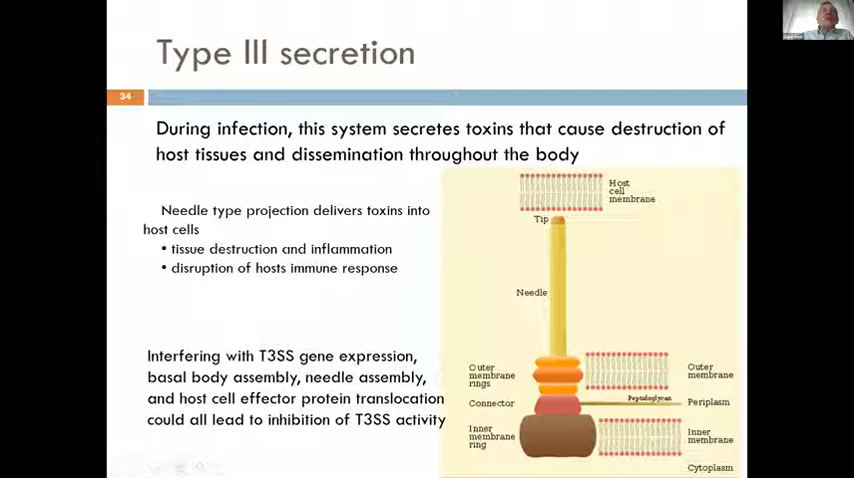 Type III secretion
34
During infection, this system secretes toxins that cause destruction of
host tissues and dissemination throughout the body
Needle type projection delivers toxins into
host cells
• tissue destruction and inflammation
• disruption of hosts immune response
Interfering with T3SS gene expression,
basal body assembly, needle assembly,
and host cell effector protein translocation
could all lead to inhibition of T3SS activity
Host
cell
membrane
Tip
Needle
Outer
membrane
rings
Outer
membrane
Connector
Peptidoglycan
Periplasm
Inner
membrane
ring
Inner
membrane
Cytoplasm